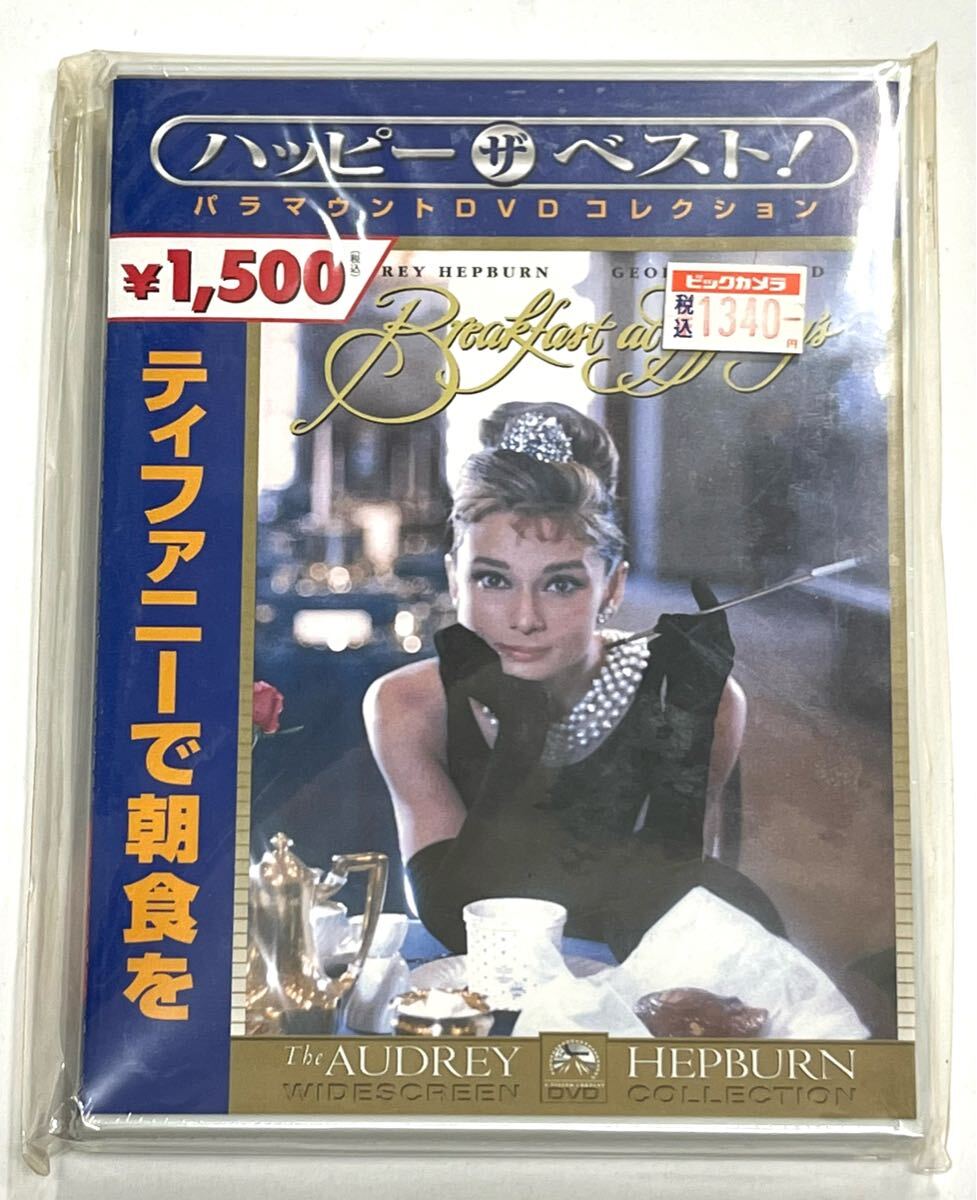 ハッピー ザ ベスト!
パラマウントDVDコレクション
¥1,500 (税込)
REY HEPBURN GEO D
ビックカメラ
税込 1340-円
Breakfast at 's
ティファニーで朝食を
The AUDREY HEPBURN
WIDESCREEN DVD COLLECTION